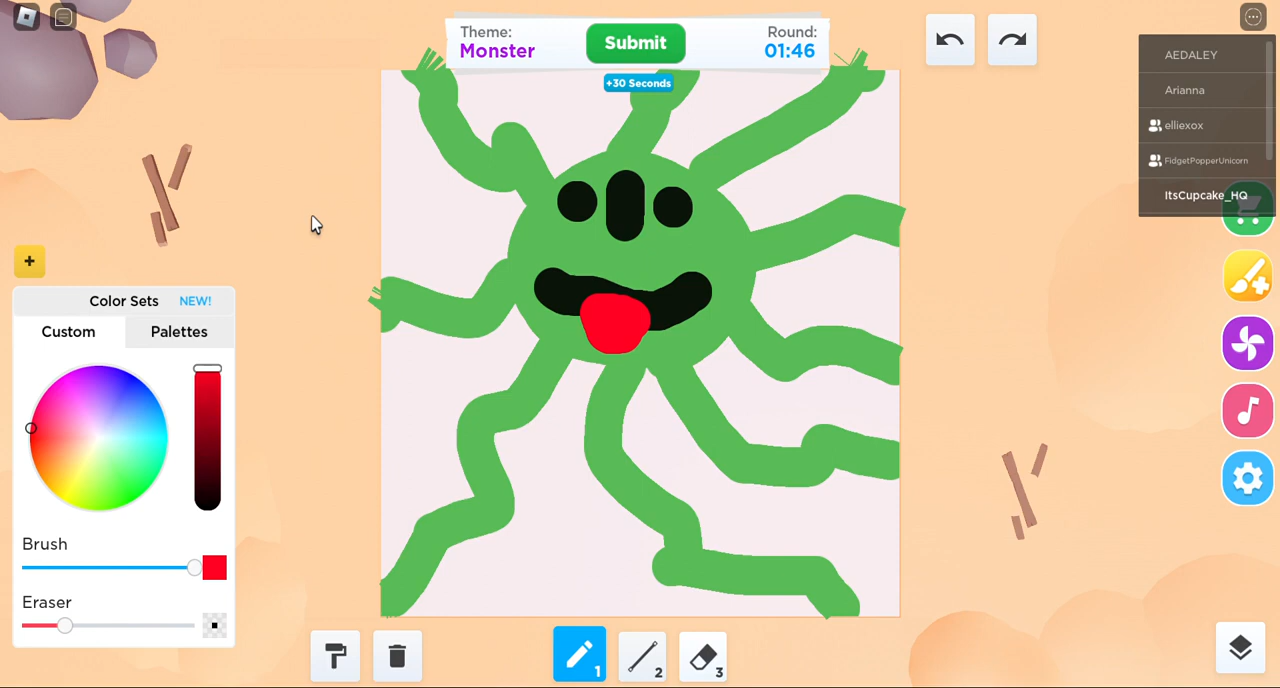 Theme:
Monster
Submit
Round:
01:46
+30 Seconds
AEDALEY
Arianna
elliexox
FidgetPopperUnicorn
ItsCupcake_HQ
+
Color Sets NEW!
Custom Palettes
Brush
Eraser
1
2
3